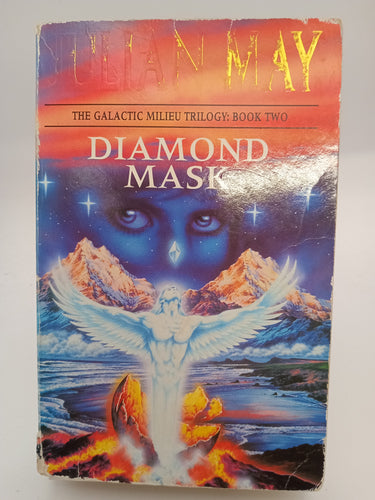 JULIAN MAY
THE GALACTIC MILIEU TRILOGY: BOOK TWO
DIAMOND
MASK